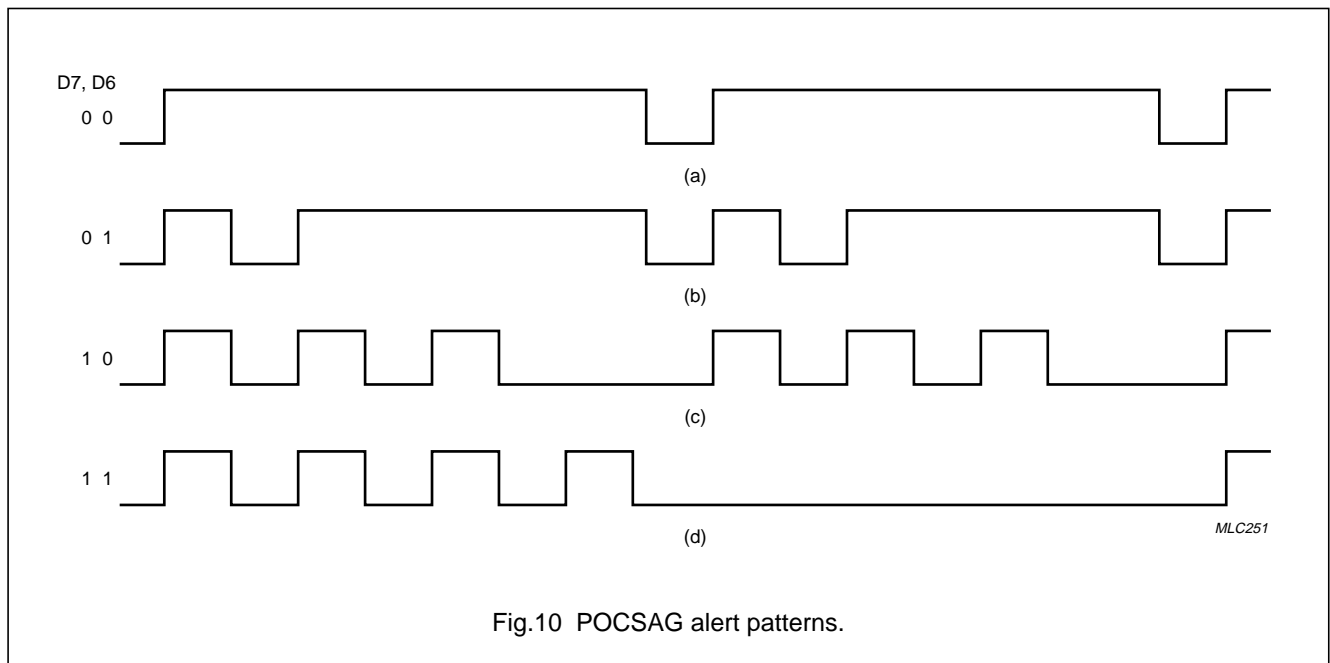 D7, D6
0 0
(a)
0 1
(b)
1 0
(c)
1 1
(d)
MLC251
Fig.10 POCSAG alert patterns.